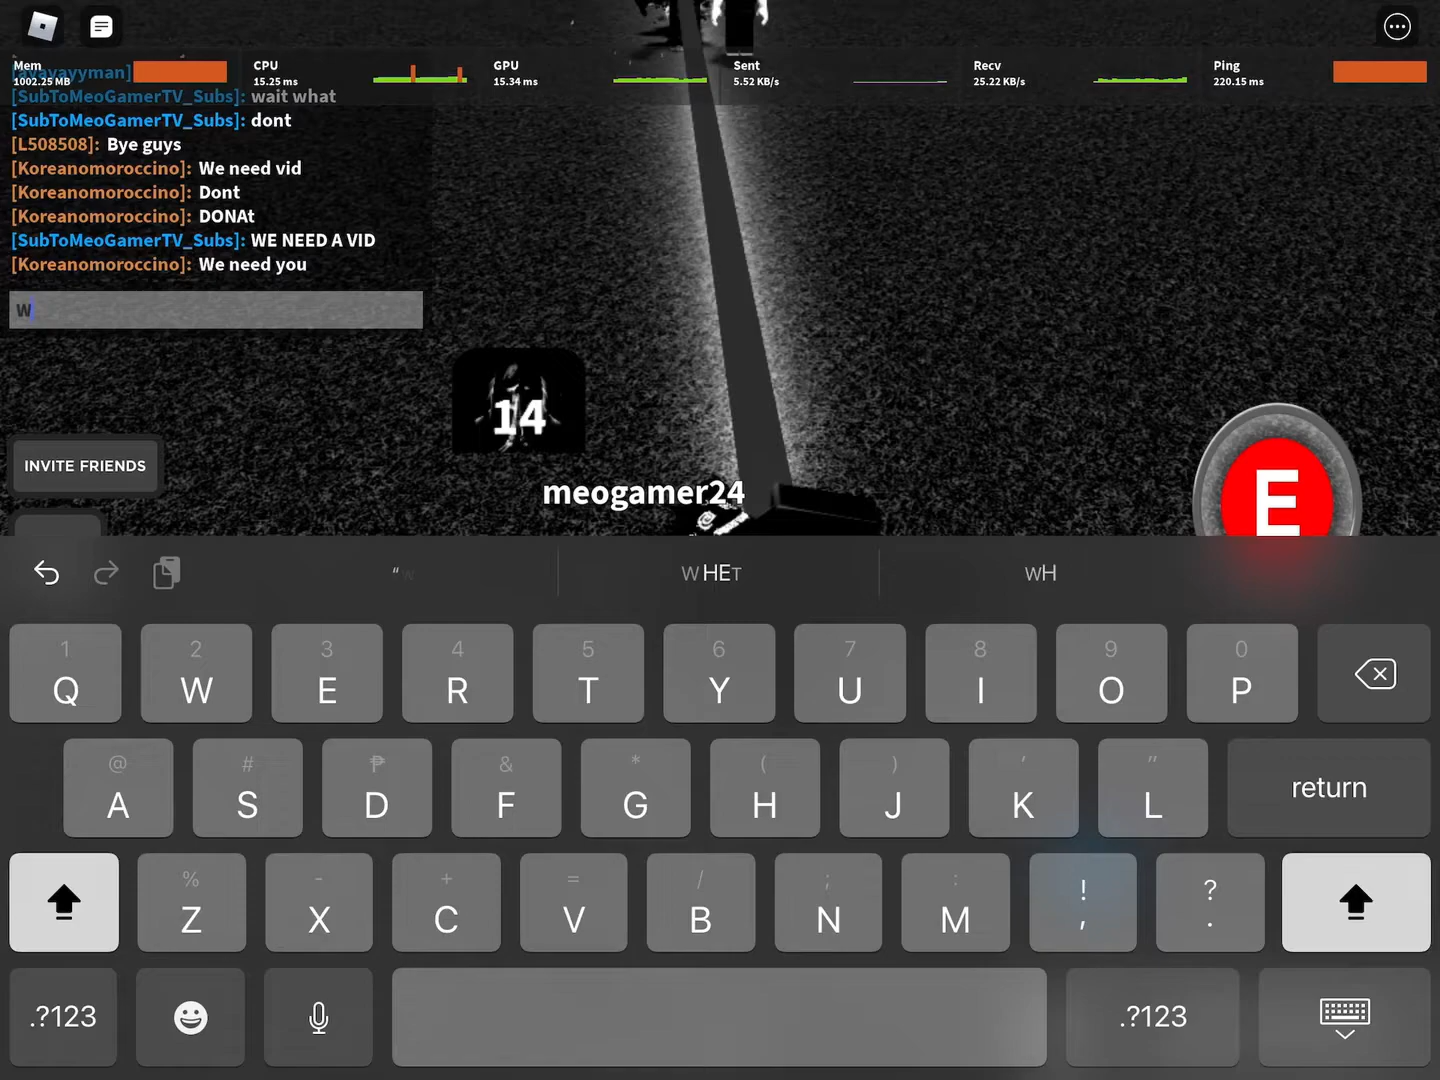 Mem
1002.25 MB
CPU
15.25 ms
GPU
15.34 ms
Sent
5.52 KB/s
Recv
25.22 KB/s
Ping
220.15 ms
[SubToMeoGamerTV_Subs]: wait what
[SubToMeoGamerTV_Subs]: dont
[L508508]: Bye guys
[Koreanomoroccino]: We need vid
[Koreanomoroccino]: Dont
[Koreanomoroccino]: DONAt
[SubToMeoGamerTV_Subs]: WE NEED A VID
[Koreanomoroccino]: We need you
W
14
INVITE FRIENDS
meogamer24
E
WHET
WH
1 2 3 4 5 6 7 8 9 0
Q W E R T Y U I O P
@ # ₱ & * ( ) ' "
A S D F G H J K L return
% - + = / ; : ! ?
Z X C V B N M , .
.?123 .?123